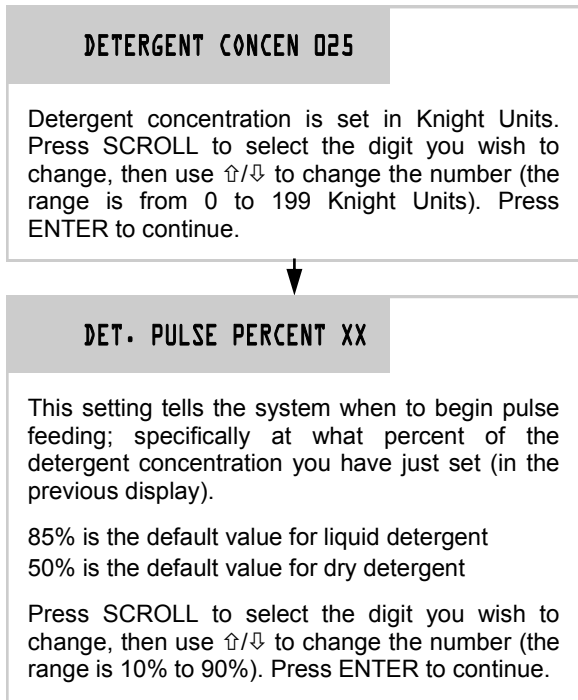 DETERGENT CONCEN 025
Detergent concentration is set in Knight Units.
Press SCROLL to select the digit you wish to
change, then use ⇧/⇩ to change the number (the
range is from 0 to 199 Knight Units). Press
ENTER to continue.
DET. PULSE PERCENT XX
This setting tells the system when to begin pulse
feeding; specifically at what percent of the
detergent concentration you have just set (in the
previous display).
85% is the default value for liquid detergent
50% is the default value for dry detergent
Press SCROLL to select the digit you wish to
change, then use ⇧/⇩ to change the number (the
range is 10% to 90%). Press ENTER to continue.